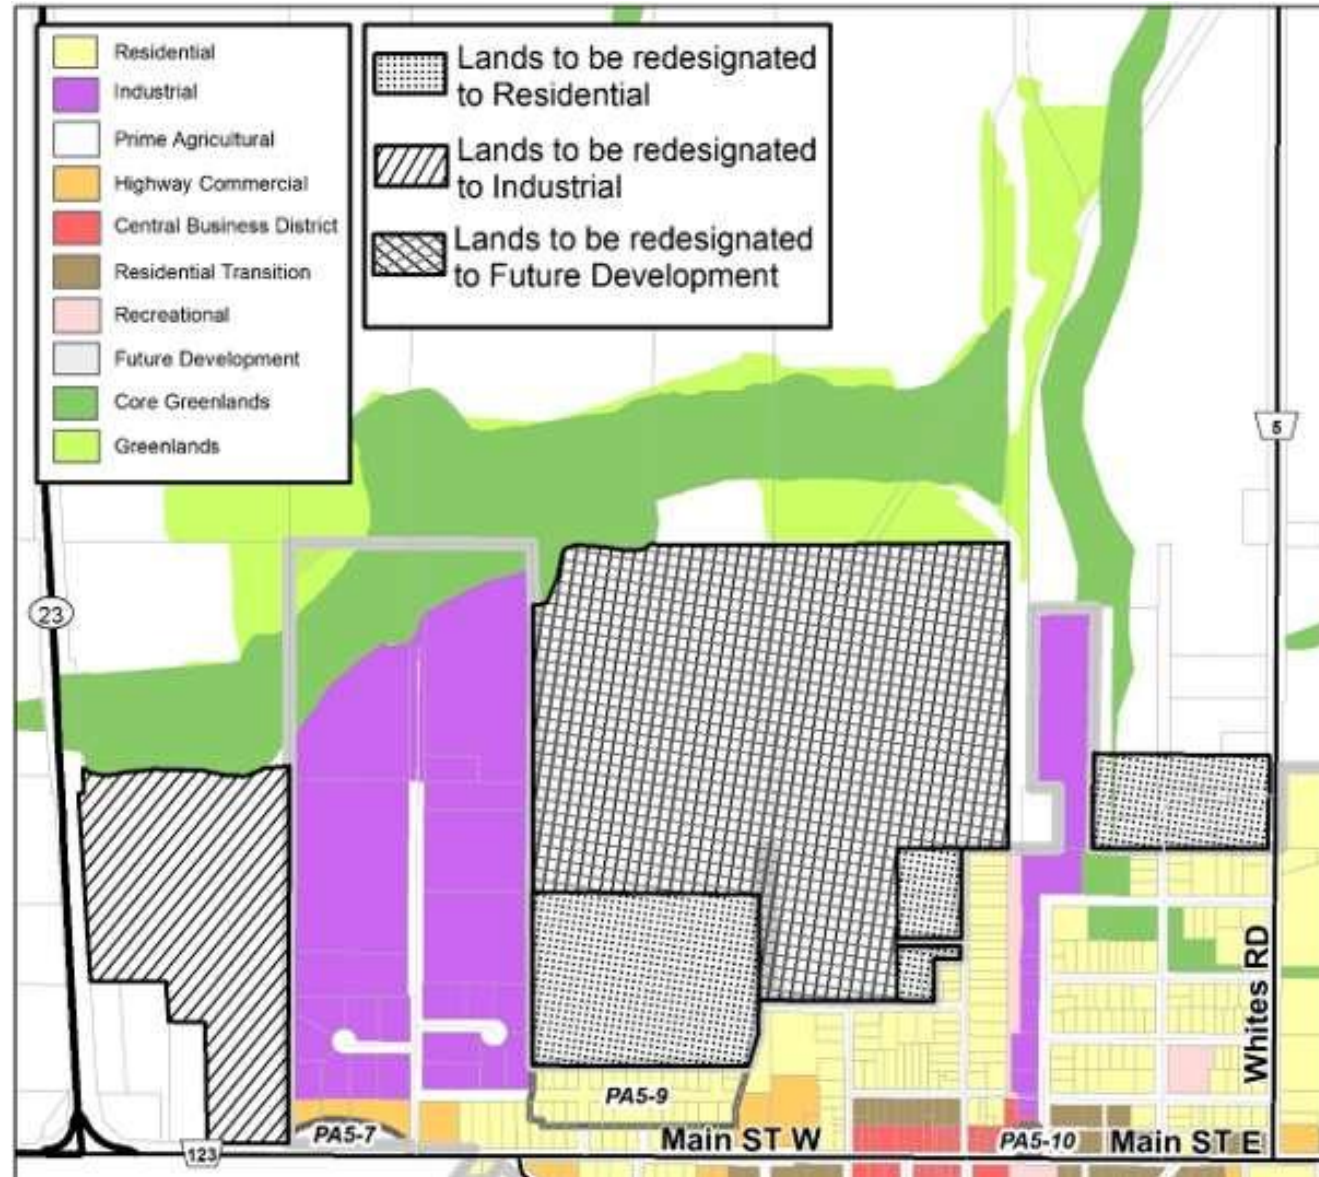 Residential
Industrial
Prime Agricultural
Highway Commercial
Central Business District
Residential Transition
Recreational
Future Development
Core Greenlands
Greenlands
Lands to be redesignated
to Residential
Lands to be redesignated
to Industrial
Lands to be redesignated
to Future Development
5
23
Whites RD
PA5-9
PA5-7
Main ST W
PA5-10
Main ST E
123